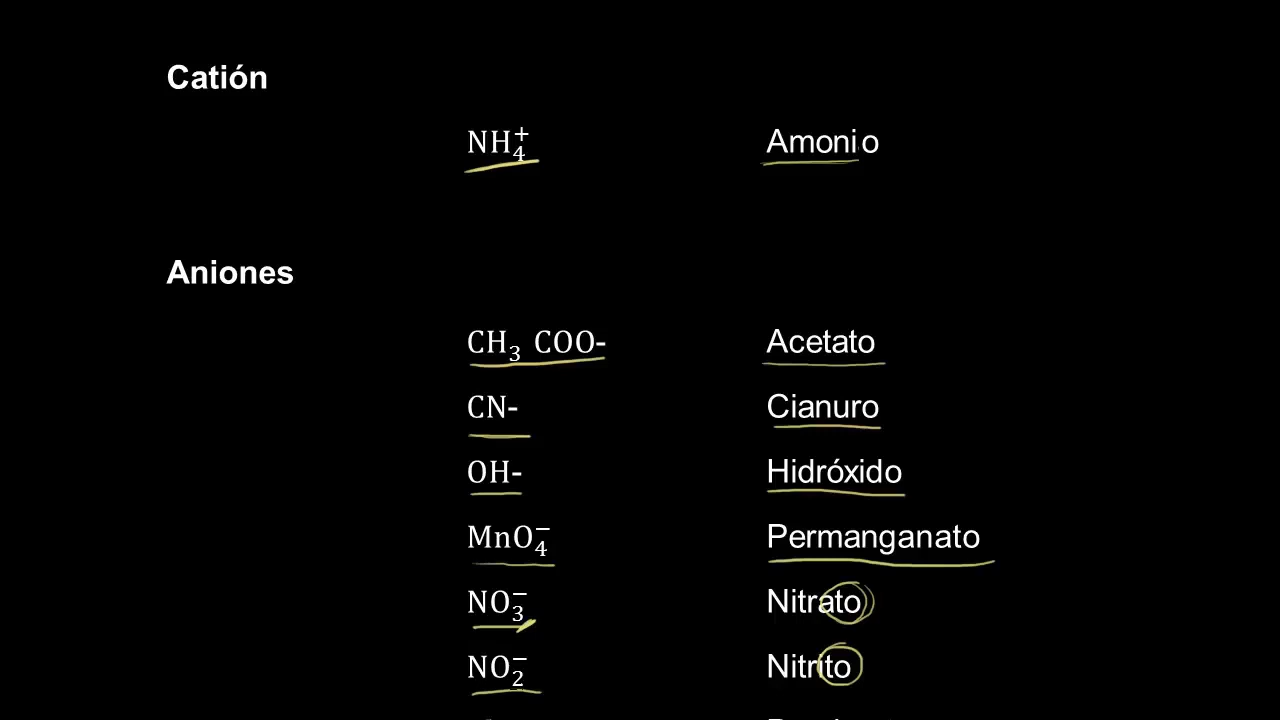 Catión
NH₄⁺ Amonio
Aniones
CH₃ COO- Acetato
CN- Cianuro
OH- Hidróxido
MnO₄⁻ Permanganato
NO₃⁻ Nitrato
NO₂⁻ Nitrito